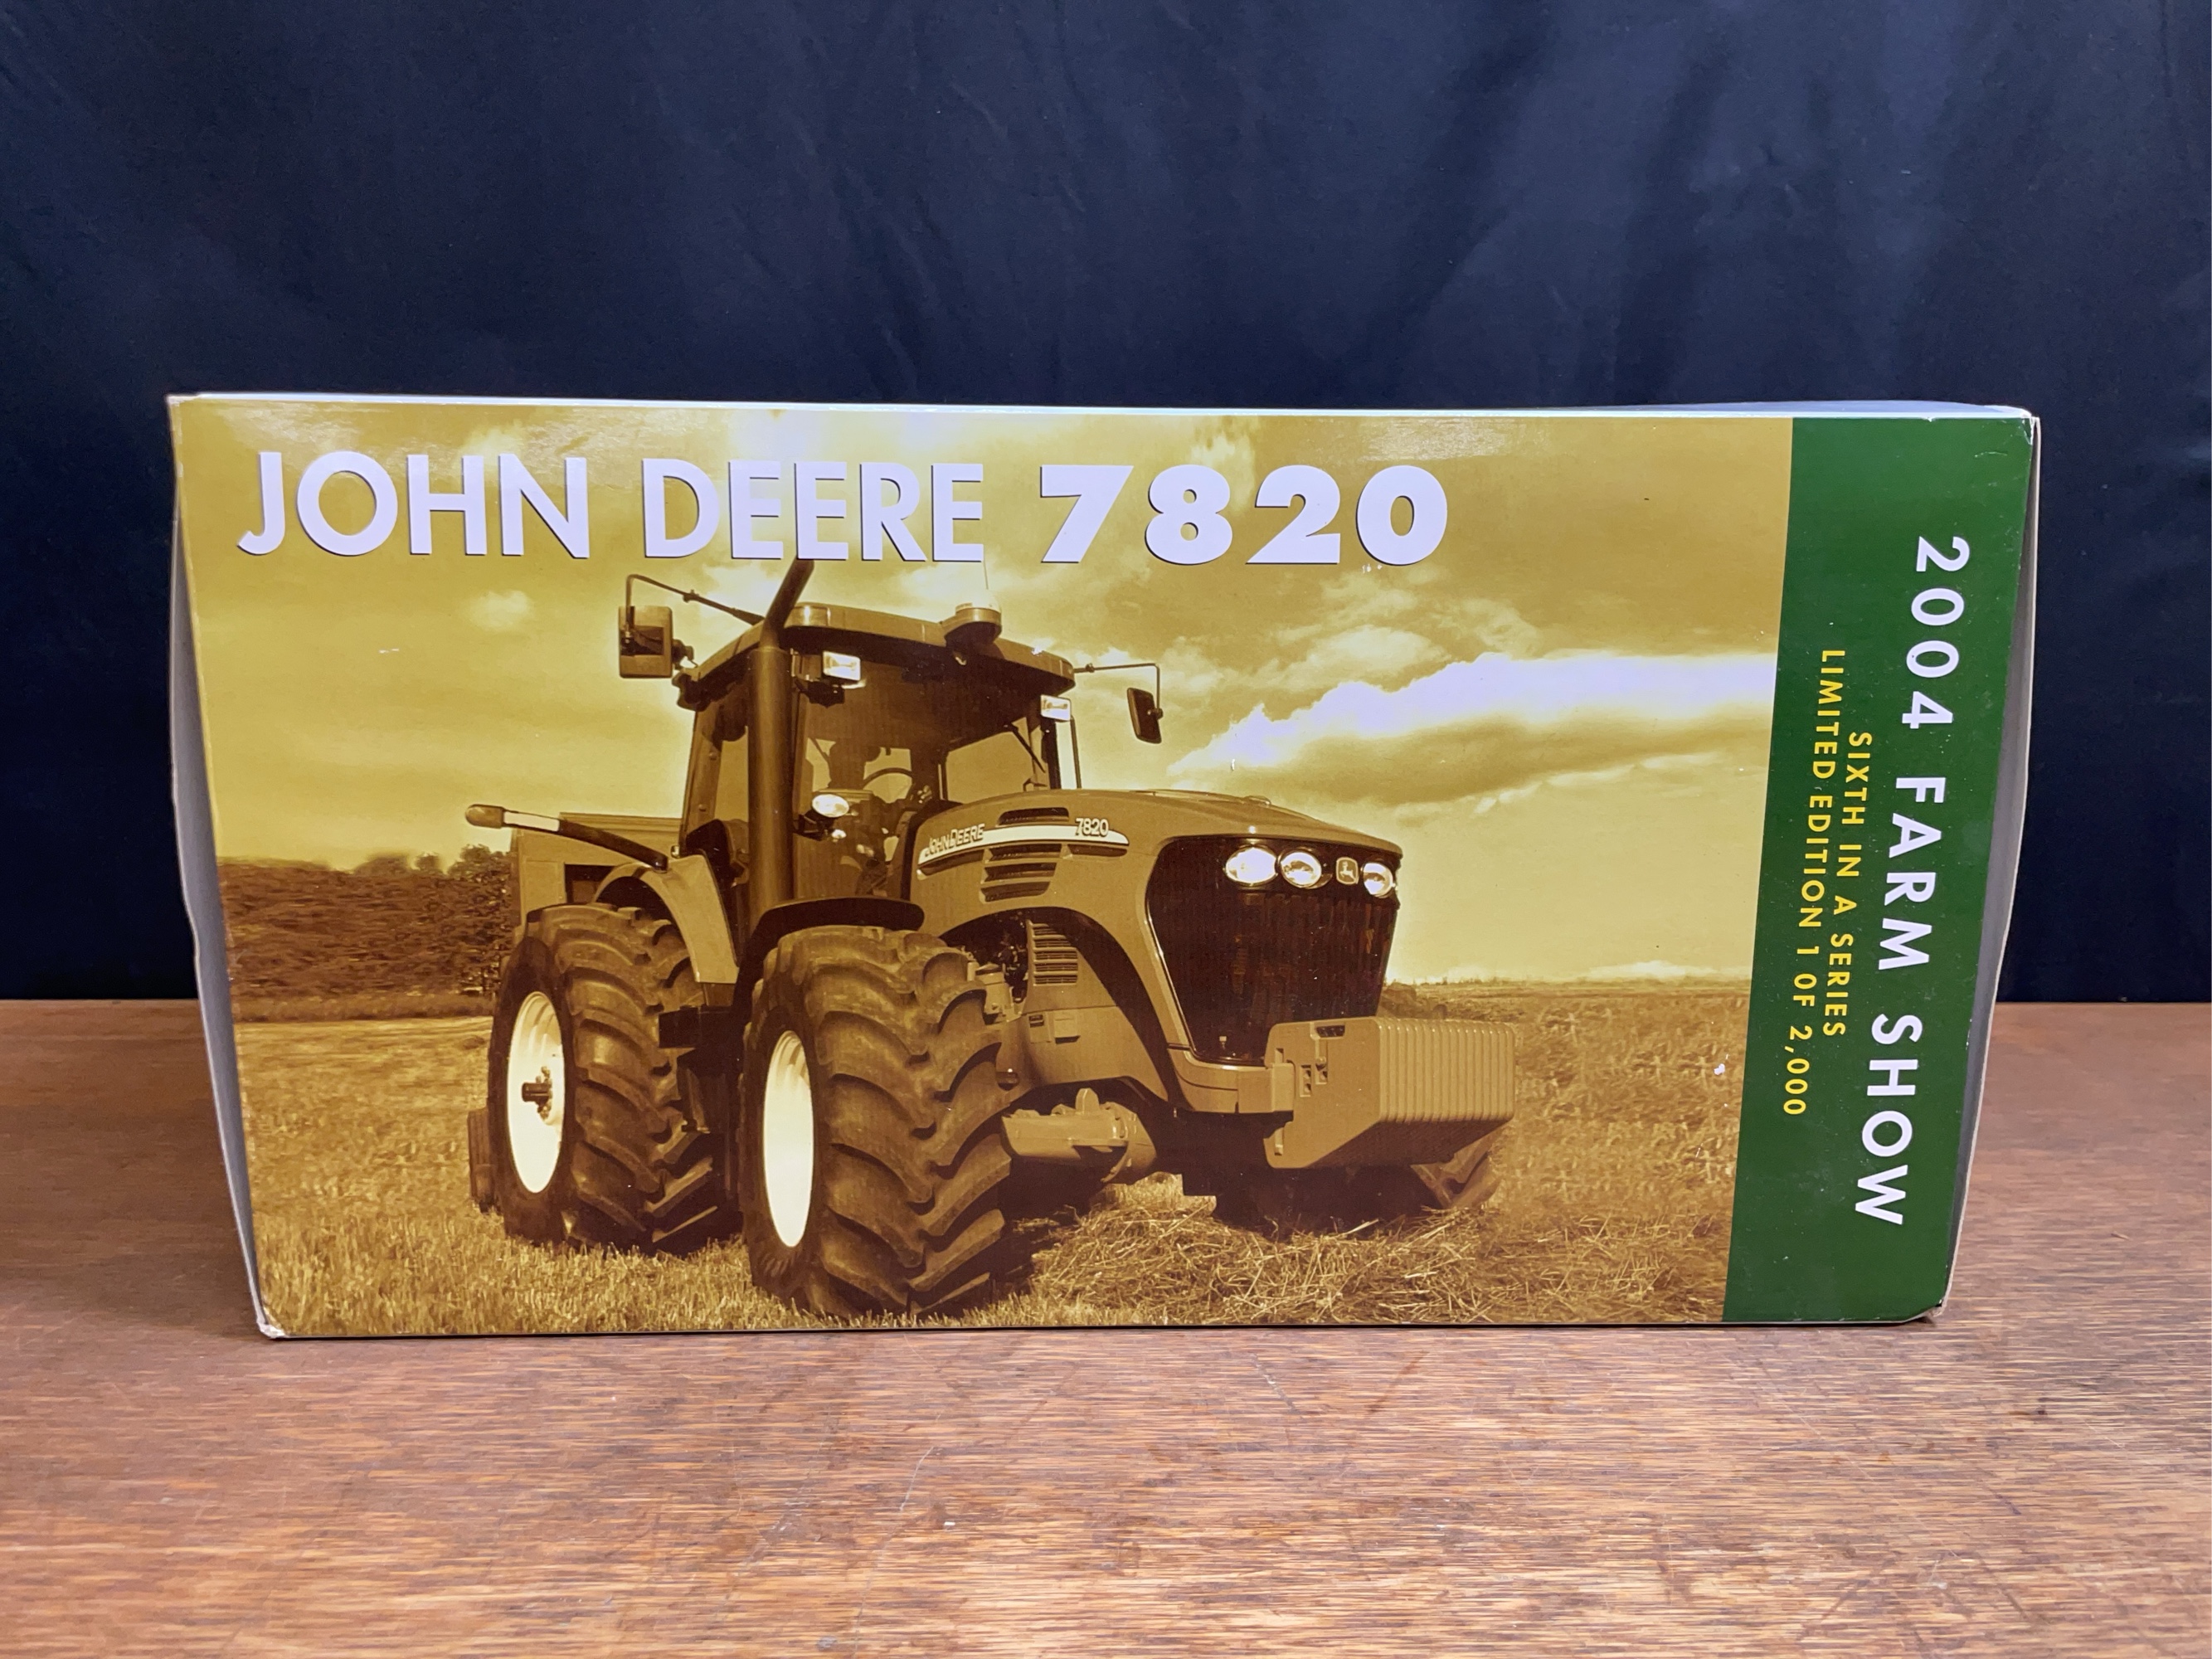 JOHN DEERE 7820
JOHN DEERE 7820
2004 FARM SHOW
SIXTH IN A SERIES
LIMITED EDITION 1 OF 2,000